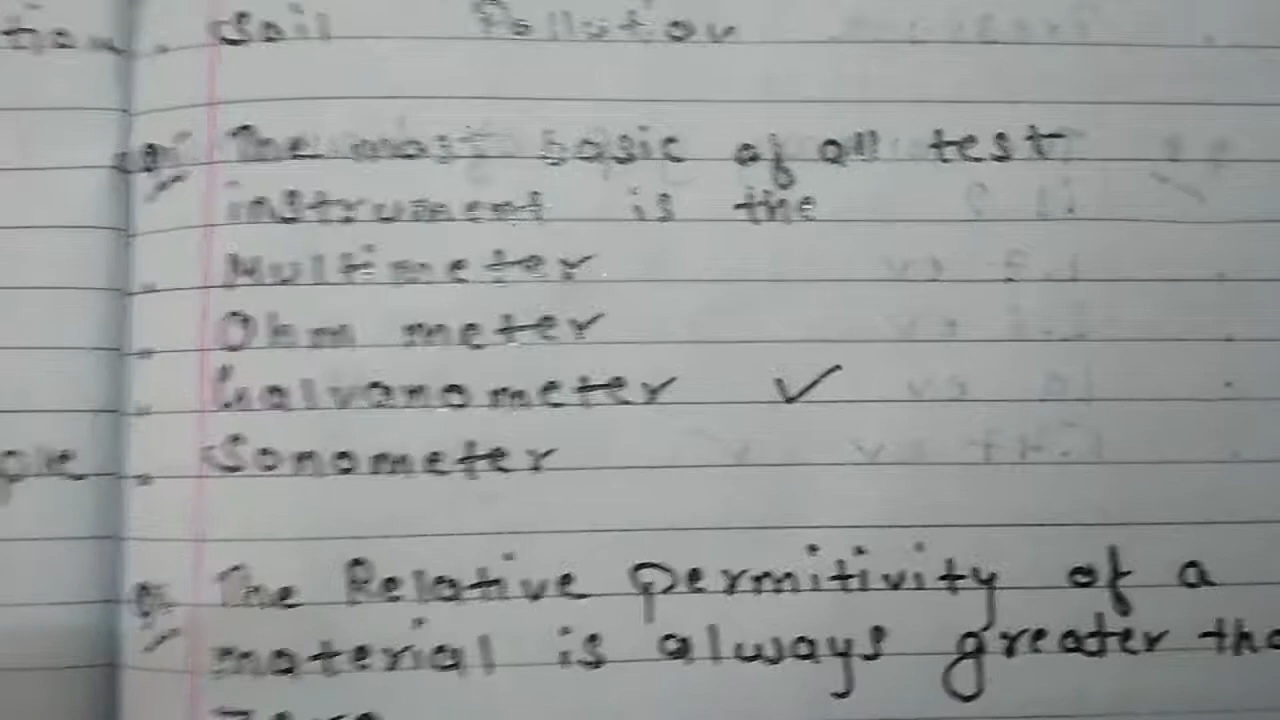 tion. Soil Pollution
Q: The most basic of all test
instrument is the
. Multimeter
. Ohm meter
. Galvanometer ✓
. Sonometer
Q: The Relative permitivity of a
material is always greater tha